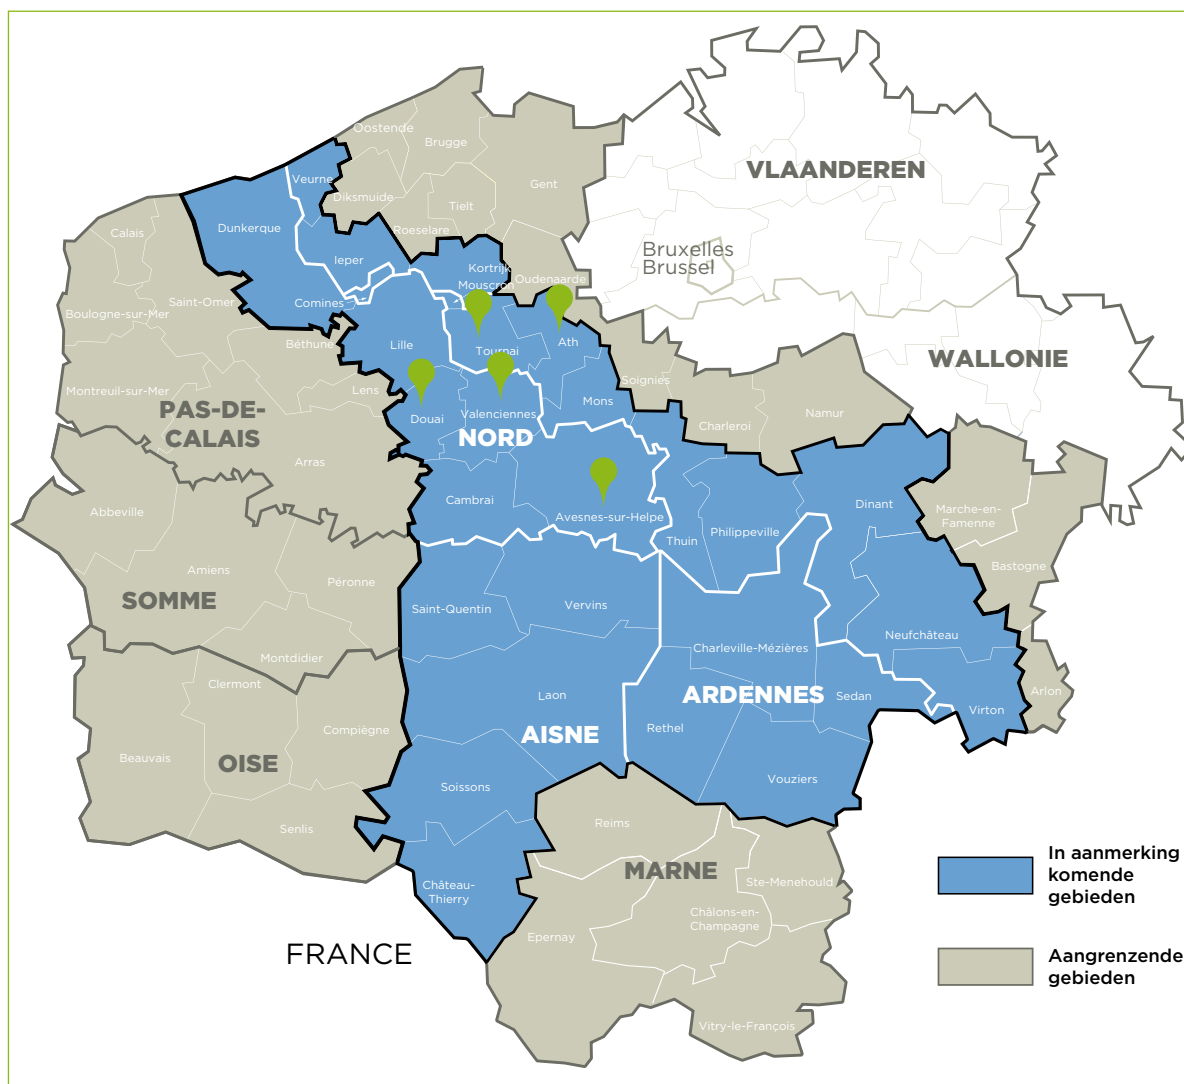 Oostende
Brugge
VLAANDEREN
Veurne
Gent
Diksmuide
Tielt
Dunkerque
Roeselare
Calais
Bruxelles
Brussel
Ieper
Kortrijk
Mouscron
Oudenaarde
Saint-Omer
Comines
Boulogne-sur-Mer
Béthune
Lille
Tournai
Ath
WALLONIE
Soignies
Montreuil-sur-Mer
Lens
Mons
PAS-DE-
CALAIS
Douai
Valenciennes
Namur
Charleroi
NORD
Arras
Cambrai
Dinant
Abbeville
Avesnes-sur-Helpe
Marche-en-
Famenne
Thuin
Philippeville
Bastogne
Amiens
Péronne
SOMME
Saint-Quentin
Vervins
Neufchâteau
Charleville-Mézières
Montdidier
Clermont
Laon
ARDENNES
Sedan
Arlon
Virton
Compiègne
Rethel
AISNE
Beauvais
OISE
Soissons
Vouziers
Senlis
Reims
MARNE
In aanmerking
komende
gebieden
Château-
Thierry
Ste-Menehould
Châlons-en-
Champagne
Epernay
FRANCE
Aangrenzende
gebieden
Vitry-le-François